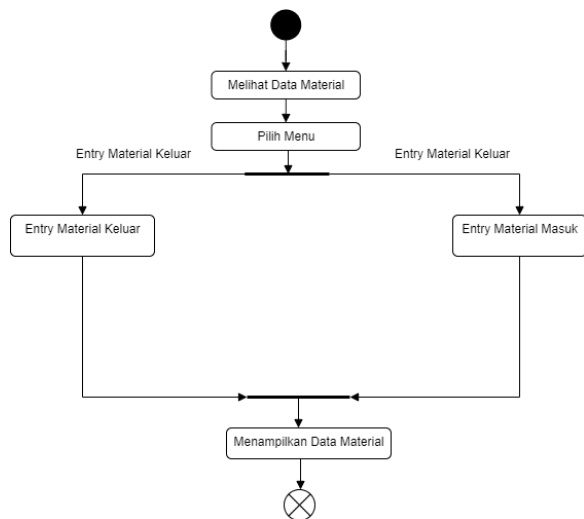 Melihat Data Material
Pilih Menu
Entry Material Keluar
Entry Material Keluar
Entry Material Keluar
Entry Material Masuk
Menampilkan Data Material